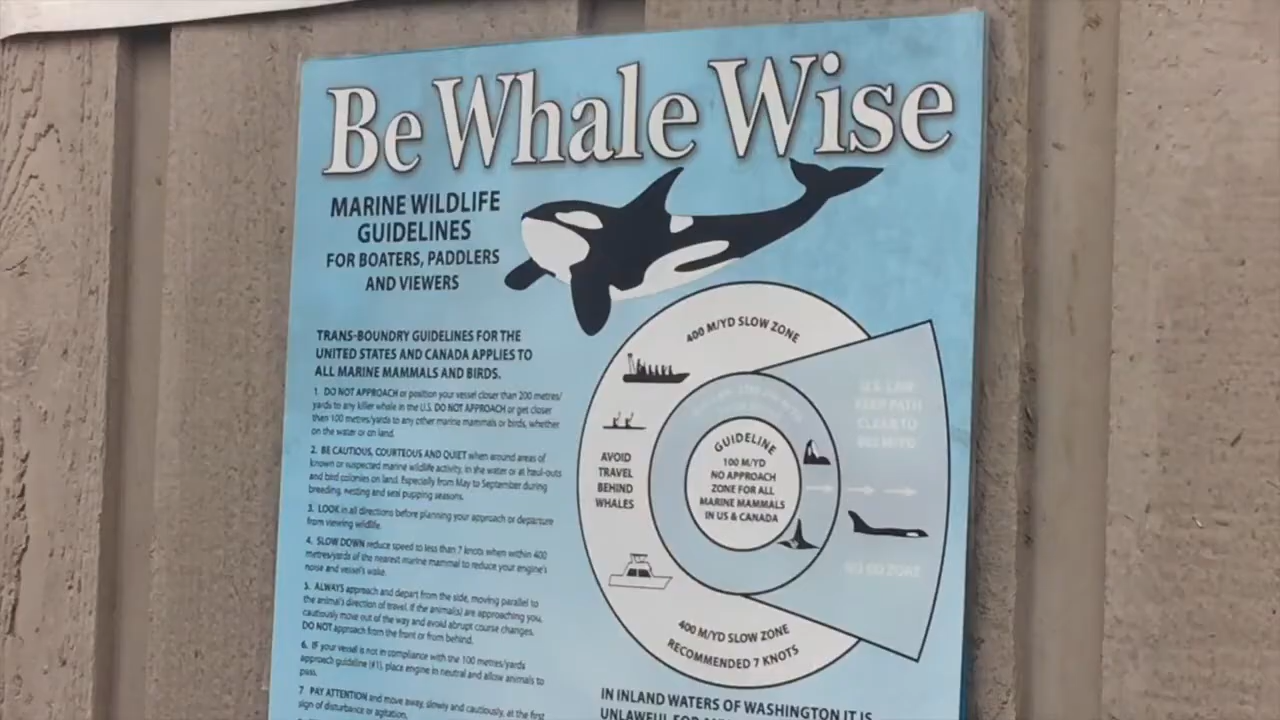 Be Whale Wise
MARINE WILDLIFE
GUIDELINES
FOR BOATERS, PADDLERS
AND VIEWERS
TRANS-BOUNDRY GUIDELINES FOR THE
UNITED STATES AND CANADA APPLIES TO
ALL MARINE MAMMALS AND BIRDS.
1 DO NOT APPROACH or position your vessel closer than 200 metres/
yards to any killer whale in the U.S. DO NOT APPROACH or get closer
then 100 metres/yards to any other marine mammals or birds, whether
on the water or on land.
2. BE CAUTIOUS, COURTEOUS AND QUIET when around areas of
known or suspected marine wildlife activity, in the water or at haul-outs
and bird colonies on land. Especially from May to September during
breeding, nesting and seal pupping seasons.
3. LOOK in all directions before planning your approach or departure
from viewing wildlife.
4. SLOW DOWN reduce speed to less than 7 knots when within 400
metres/yards of the nearest marine mammal to reduce your engine's
noise and vessel's wake.
5. ALWAYS approach and depart from the side, moving parallel to
the animal's direction of travel. If the animal(s) are approaching you,
cautiously move out of the way and avoid abrupt course changes.
DO NOT approach from the front or from behind.
6. IF your vessel is not in compliance with the 100 metres/yards
approach guideline (#1), place engine in neutral and allow animals to
pass.
7 PAY ATTENTION and move away, slowly and cautiously, at the first
sign of disturbance or agitation.
400 M/YD SLOW ZONE
AVOID
TRAVEL
BEHIND
WHALES
GUIDELINE
100 M/YD
NO APPROACH
ZONE FOR ALL
MARINE MAMMALS
IN US & CANADA
U.S. LAW
KEEP PATH
CLEAR TO
GO GO ZONE
400 M/YD SLOW ZONE
RECOMMENDED 7 KNOTS
IN INLAND WATERS OF WASHINGTON IT IS
UNLAWFUL FOR